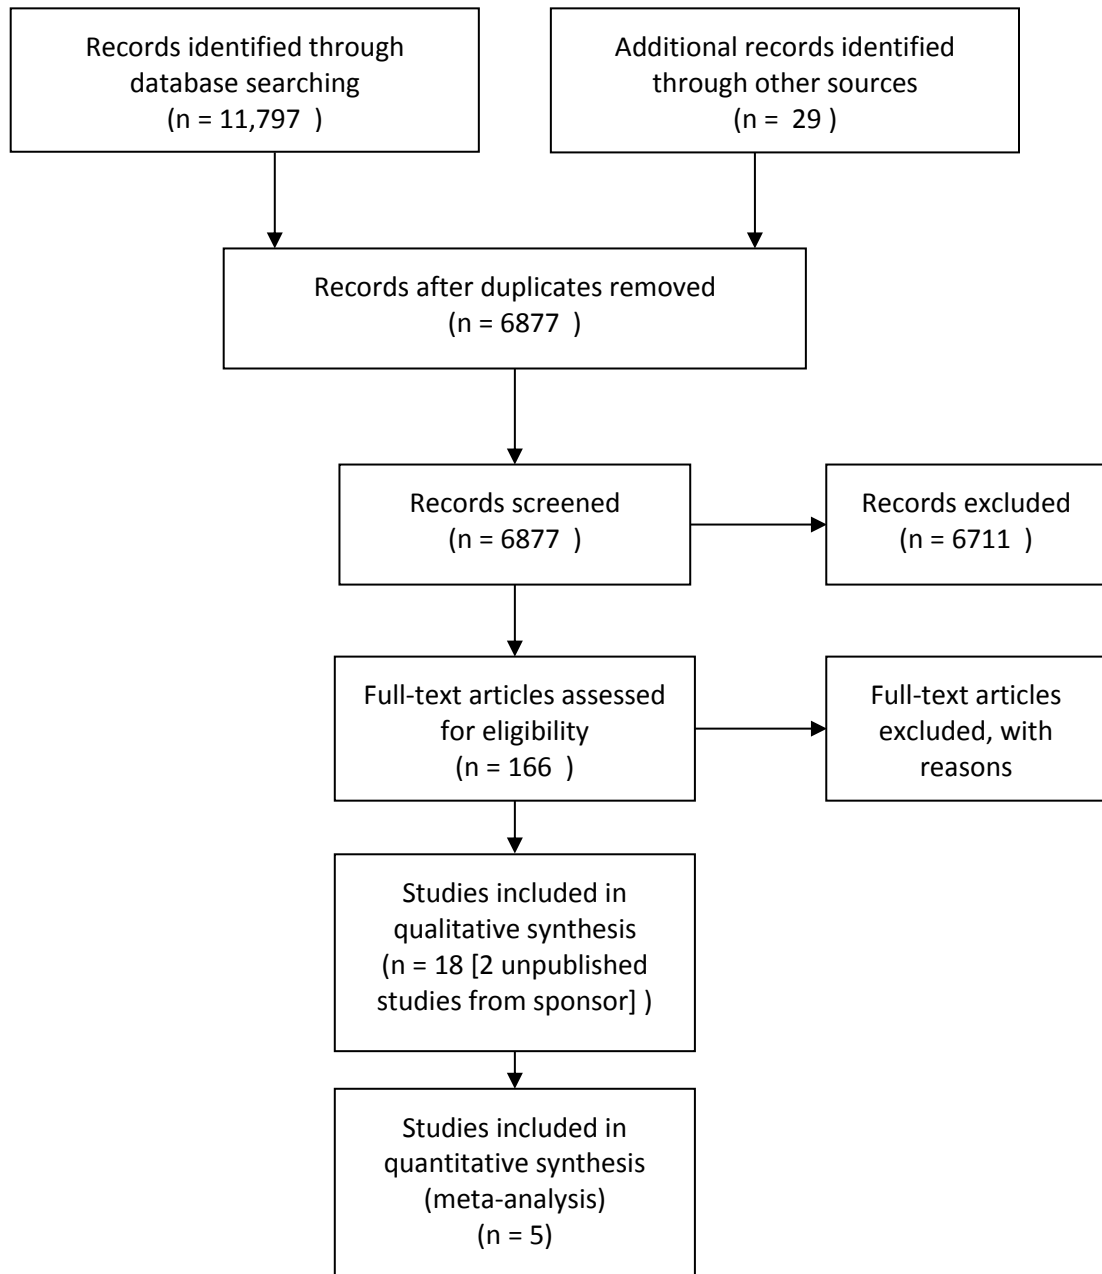 Records identified through
database searching
(n = 11,797  )
Additional records identified
through other sources
(n =  29 )
Records after duplicates removed
(n = 6877  )
Records screened
(n = 6877  )
Records excluded
(n = 6711  )
Full-text articles assessed
for eligibility
(n = 166  )
Full-text articles
excluded, with
reasons
Studies included in
qualitative synthesis
(n = 18 [2 unpublished
studies from sponsor] )
Studies included in
quantitative synthesis
(meta-analysis)
(n = 5)